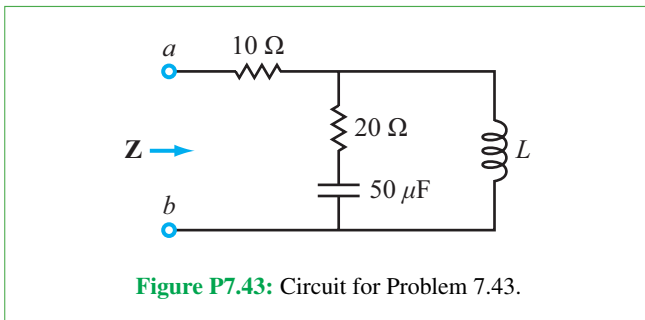 a
10 Ω
20 Ω
L
Z
50 μF
b
Figure P7.43: Circuit for Problem 7.43.